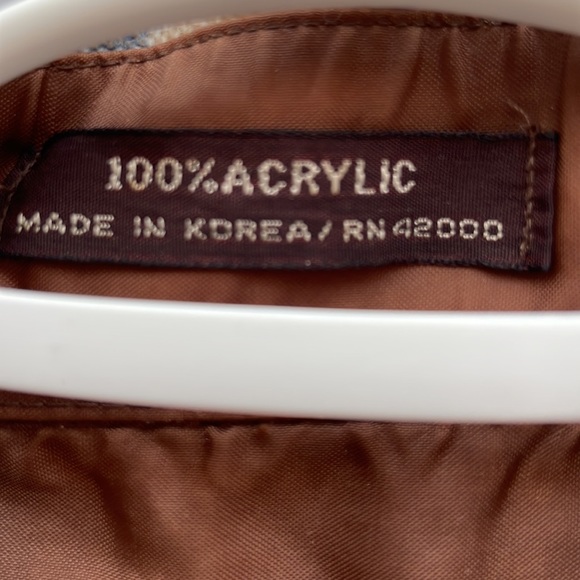 100% ACRYLIC
MADE IN KOREA / RN 42000